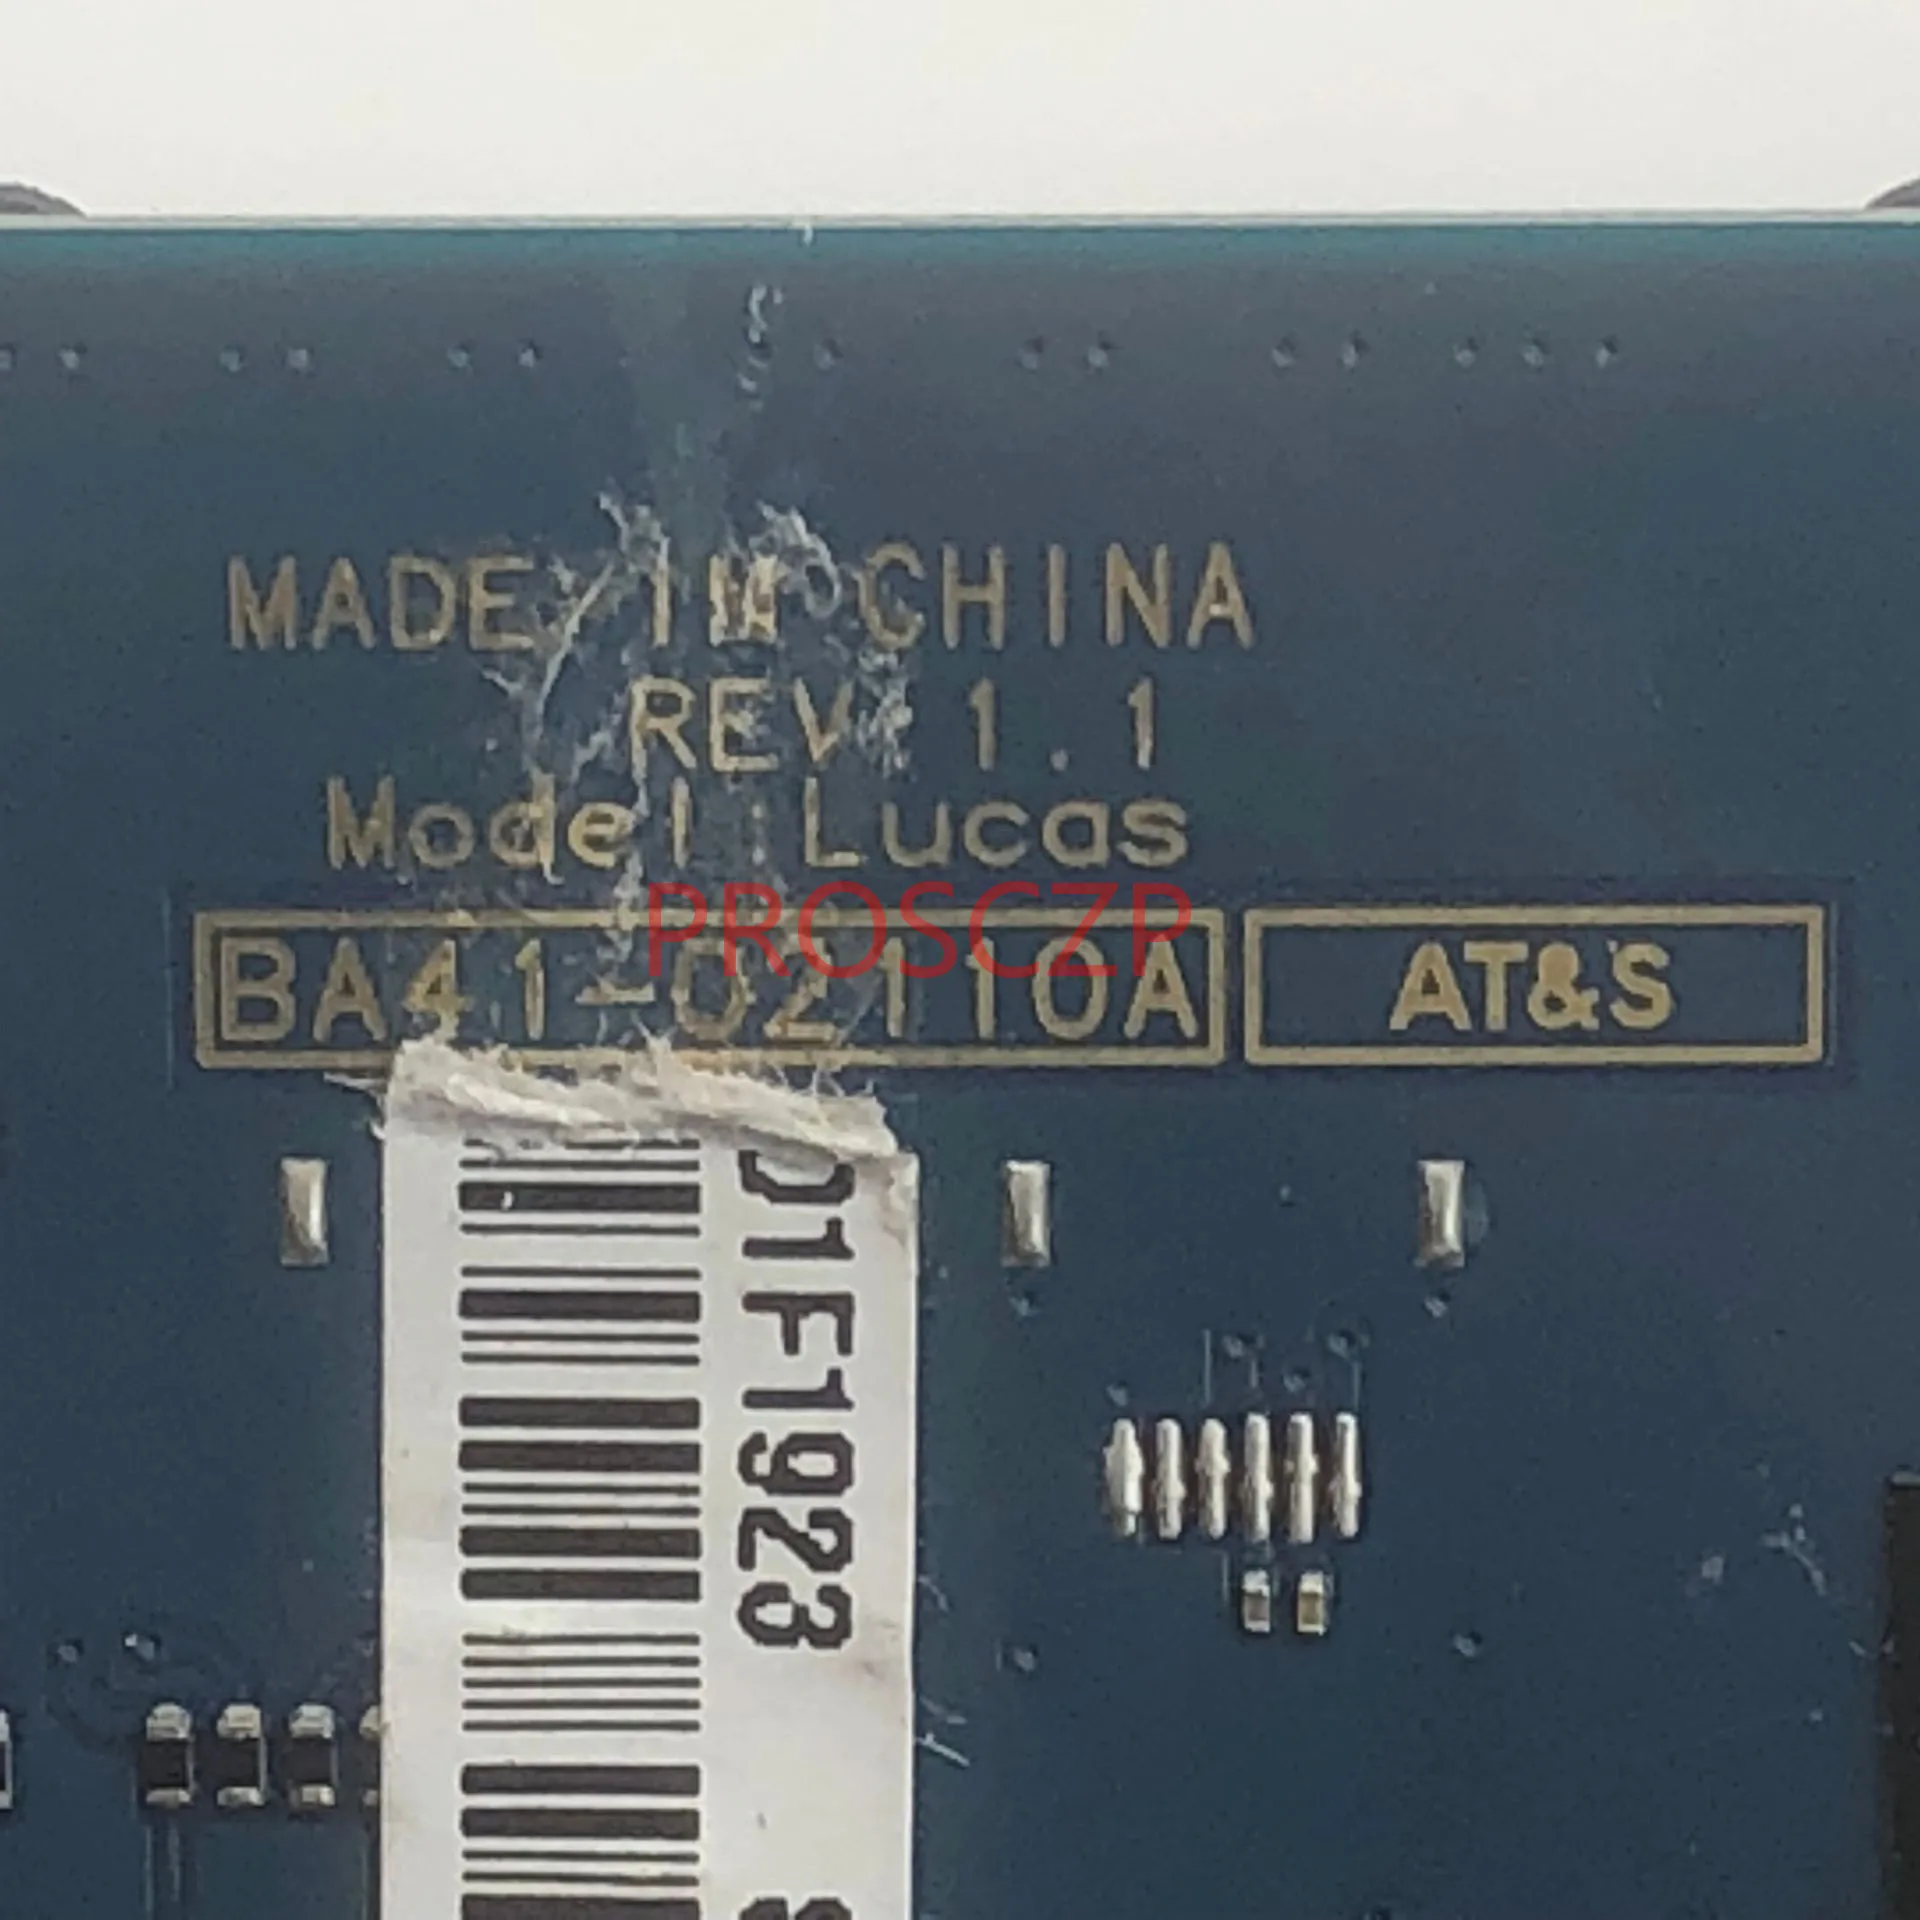 MADE IN CHINA
REV 1.1
Model : Lucas
PROSCZP
BA41-02110A
AT&S
01F1923